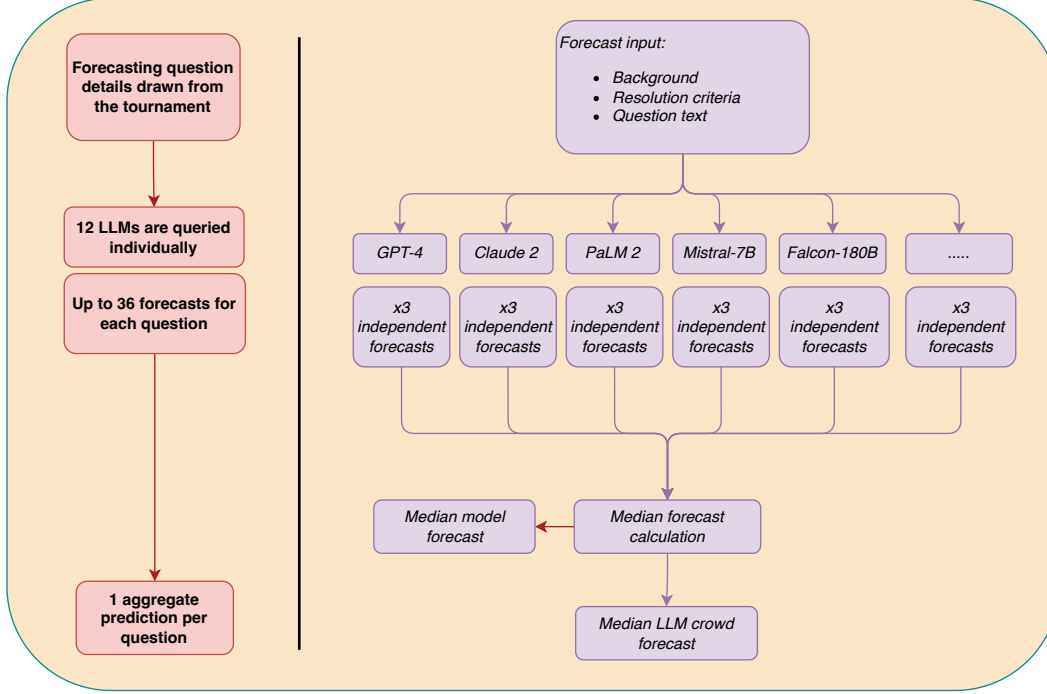 Forecasting question
details drawn from
the tournament
12 LLMs are queried
individually
Up to 36 forecasts for
each question
1 aggregate
prediction per
question
Forecast input:
• Background
• Resolution criteria
• Question text
GPT-4
Claude 2
PaLM 2
Mistral-7B
Falcon-180B
.....
x3
independent
forecasts
x3
independent
forecasts
x3
independent
forecasts
x3
independent
forecasts
x3
independent
forecasts
x3
independent
forecasts
Median model
forecast
Median forecast
calculation
Median LLM crowd
forecast